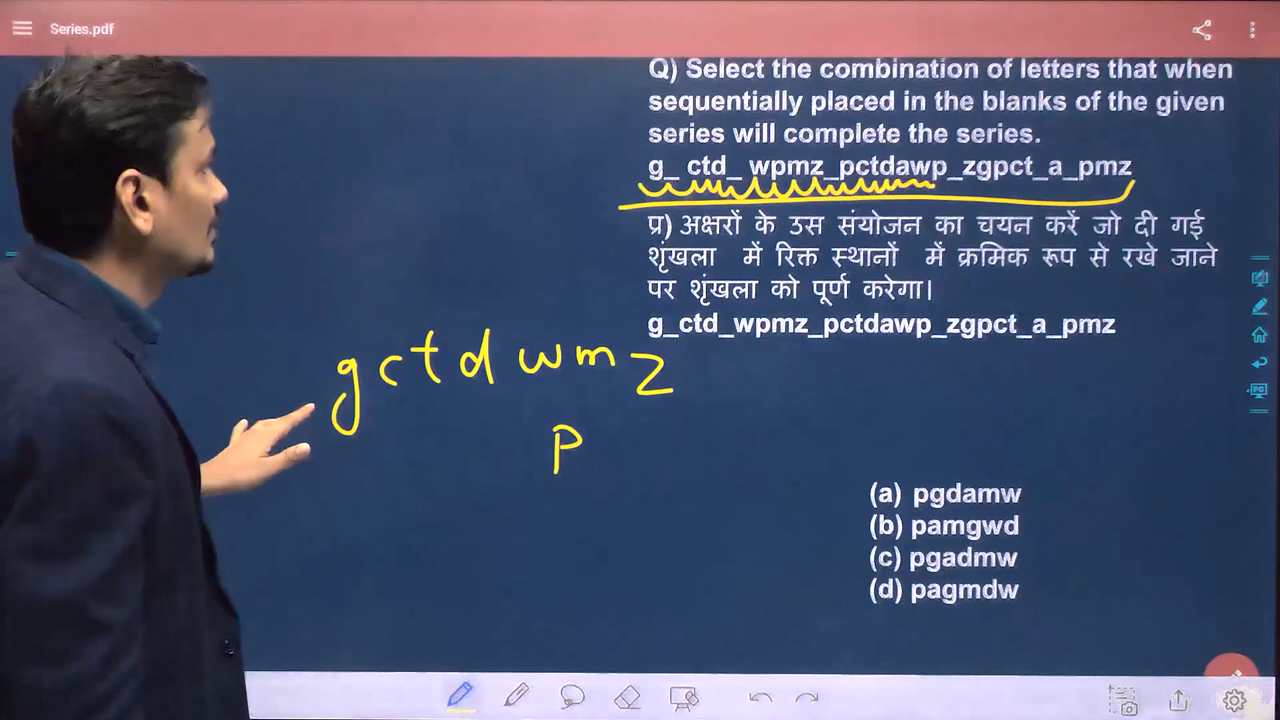 Series.pdf
Q) Select the combination of letters that when
sequentially placed in the blanks of the given
series will complete the series.
g_ ctd_ wpmz_pctdawp_zgpct_a_pmz
प्र) अक्षरों के उस संयोजन का चयन करें जो दी गई
शृंखला में रिक्त स्थानों में क्रमिक रूप से रखे जाने
पर शृंखला को पूर्ण करेगा।
g_ctd_wpmz_pctdawp_zgpct_a_pmz
g c t d w m z
p
(a) pgdamw
(b) pamgwd
(c) pgadmw
(d) pagmdw